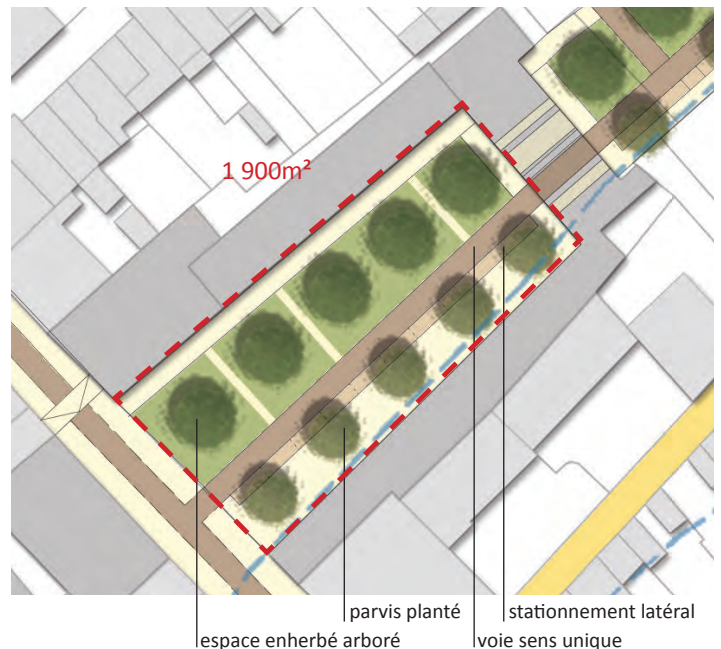 1 900m²
parvis planté
stationnement latéral
espace enherbé arboré
voie sens unique